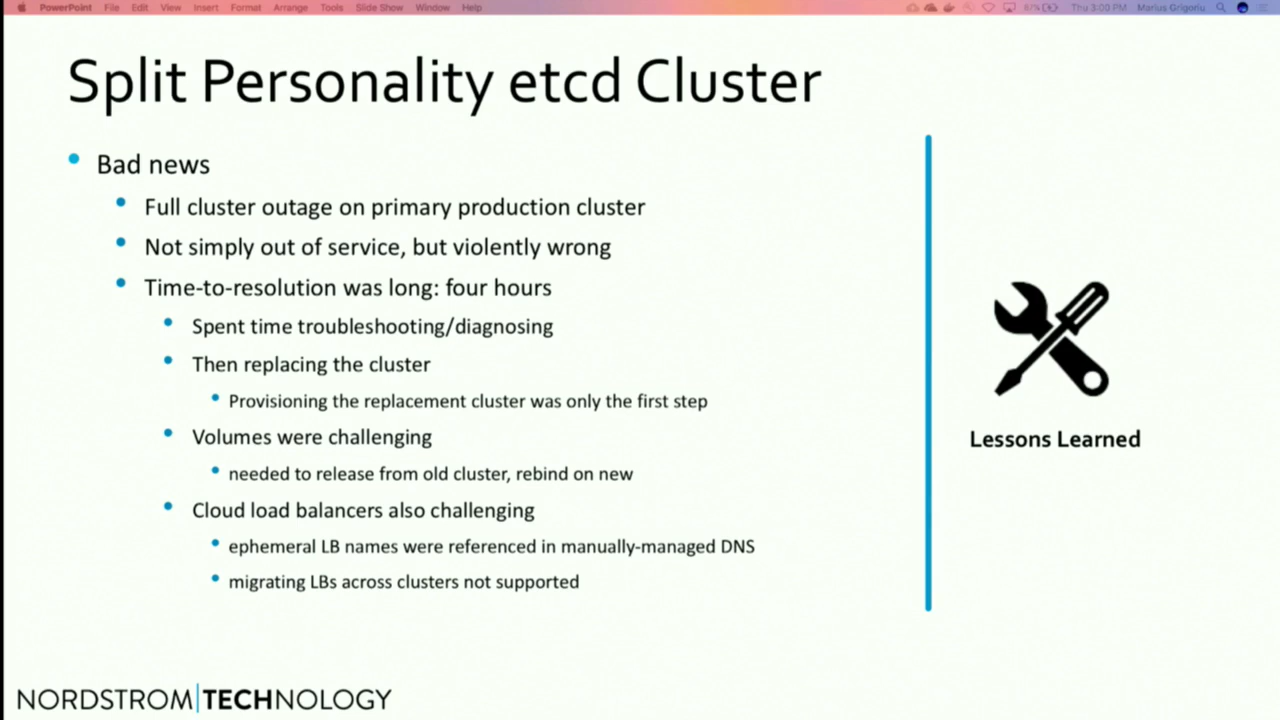 PowerPoint File Edit View Insert Format Arrange Tools Slide Show Window Help Thu 3:00 PM Marius Grigoriu
Split Personality etcd Cluster
Bad news
Full cluster outage on primary production cluster
Not simply out of service, but violently wrong
Time-to-resolution was long: four hours
Spent time troubleshooting/diagnosing
Then replacing the cluster
Provisioning the replacement cluster was only the first step
Volumes were challenging
needed to release from old cluster, rebind on new
Cloud load balancers also challenging
ephemeral LB names were referenced in manually-managed DNS
migrating LBs across clusters not supported
Lessons Learned
NORDSTROM|TECHNOLOGY